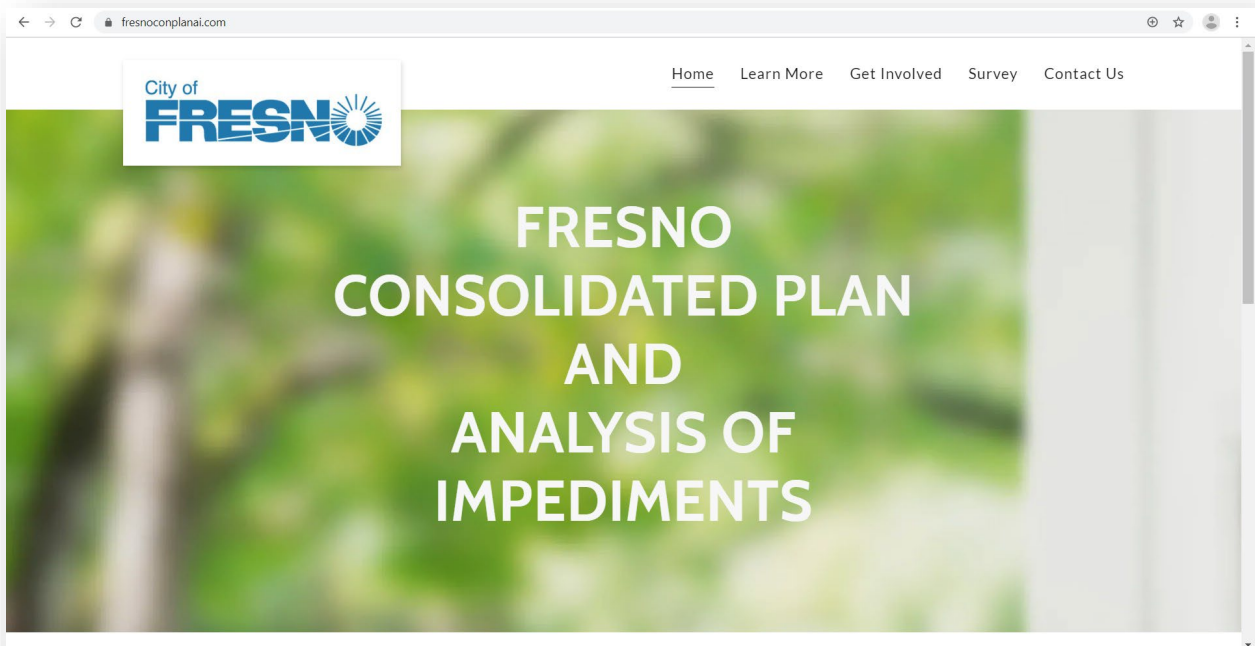 fresnoconplanai.com
City of
FRESNO
Home Learn More Get Involved Survey Contact Us
FRESNO
CONSOLIDATED PLAN
AND
ANALYSIS OF
IMPEDIMENTS